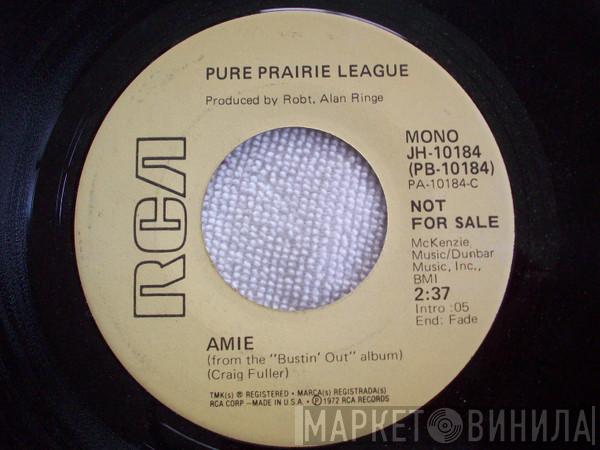 PURE PRAIRIE LEAGUE
Produced by Robt. Alan Ringe
RCA
MONO
JH-10184
(PB-10184)
PA-10184-C
NOT
FOR SALE
McKenzie
Music/Dunbar
Music, Inc.,
BMI
2:37
Intro :05
End: Fade
AMIE
(from the "Bustin' Out" album)
(Craig Fuller)
TMK(s) ® REGISTERED • MARCA(s) REGISTRADA(s)
RCA CORP.—MADE IN U.S.A. • ℗ 1972 RCA RECORDS
МАРКЕТ ВИНИЛА